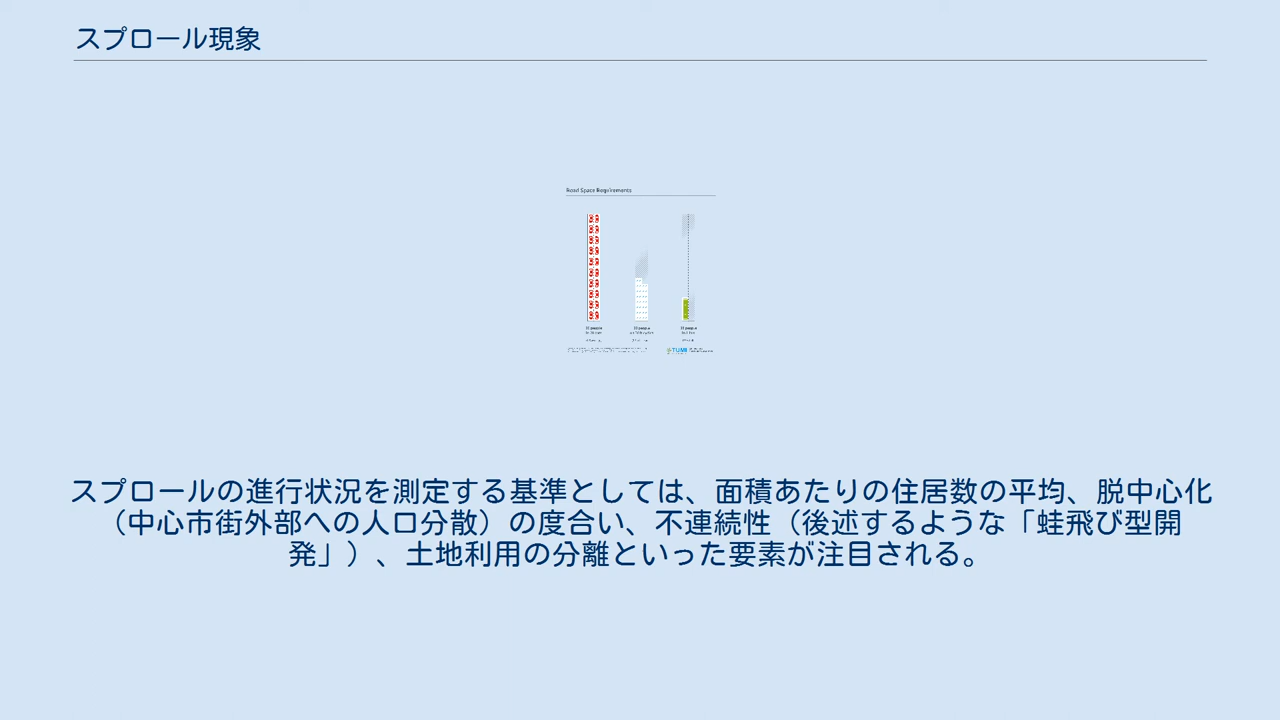 スプロール現象
Road Space Requirements
TUMI
スプロールの進行状況を測定する基準としては、面積あたりの住居数の平均、脱中心化
（中心市街外部への人口分散）の度合い、不連続性（後述するような「蛙飛び型開
発」）、土地利用の分離といった要素が注目される。